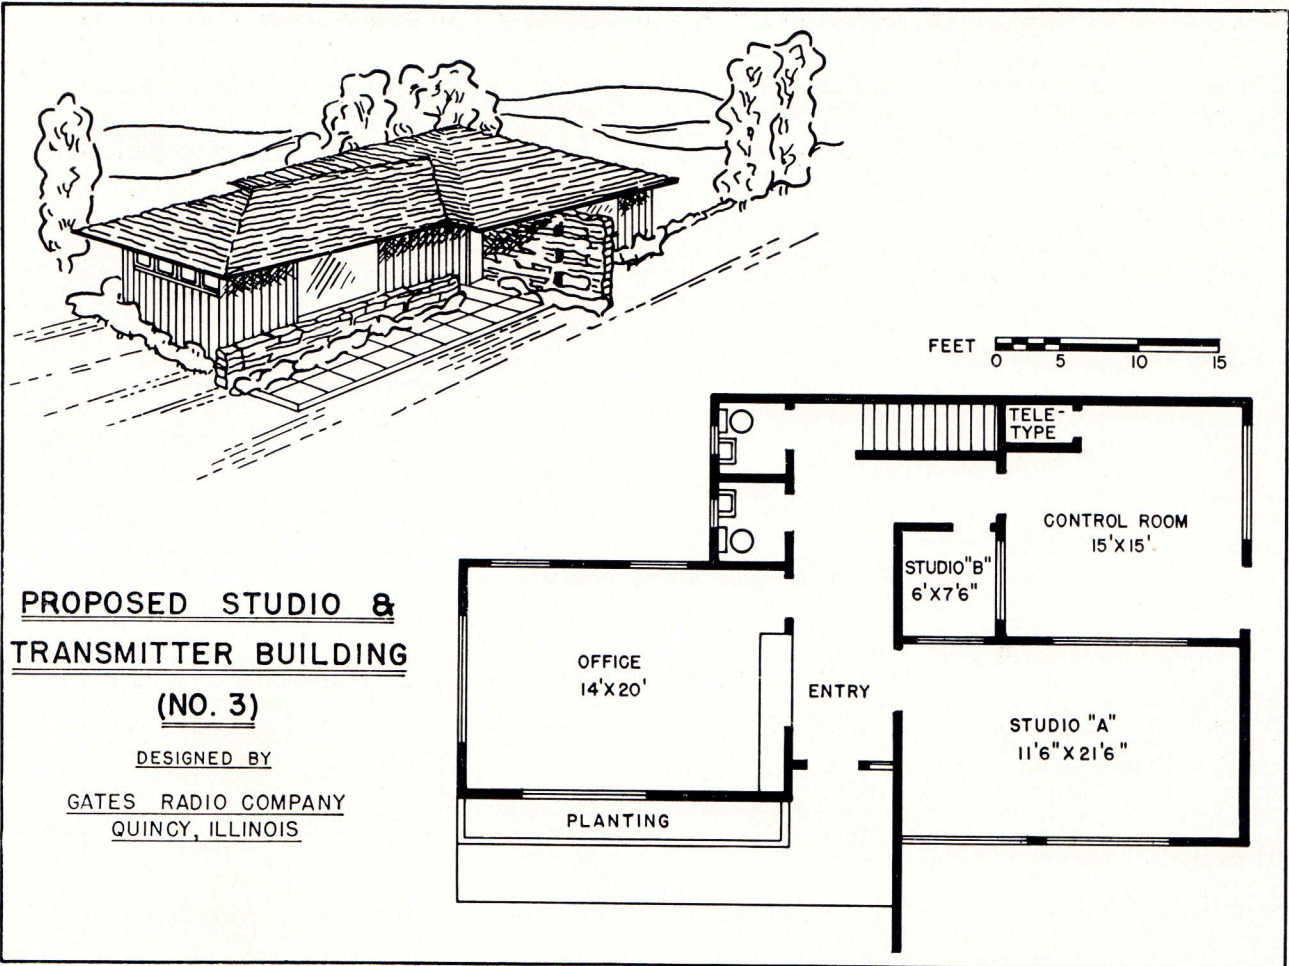 FEET
0 5 10 15
TELE-
TYPE
CONTROL ROOM
15'X15'
STUDIO "B"
6'X7'6"
PROPOSED STUDIO &
TRANSMITTER BUILDING
(NO. 3)
DESIGNED BY
GATES RADIO COMPANY
QUINCY, ILLINOIS
OFFICE
14'X20'
ENTRY
STUDIO "A"
11'6"X21'6"
PLANTING